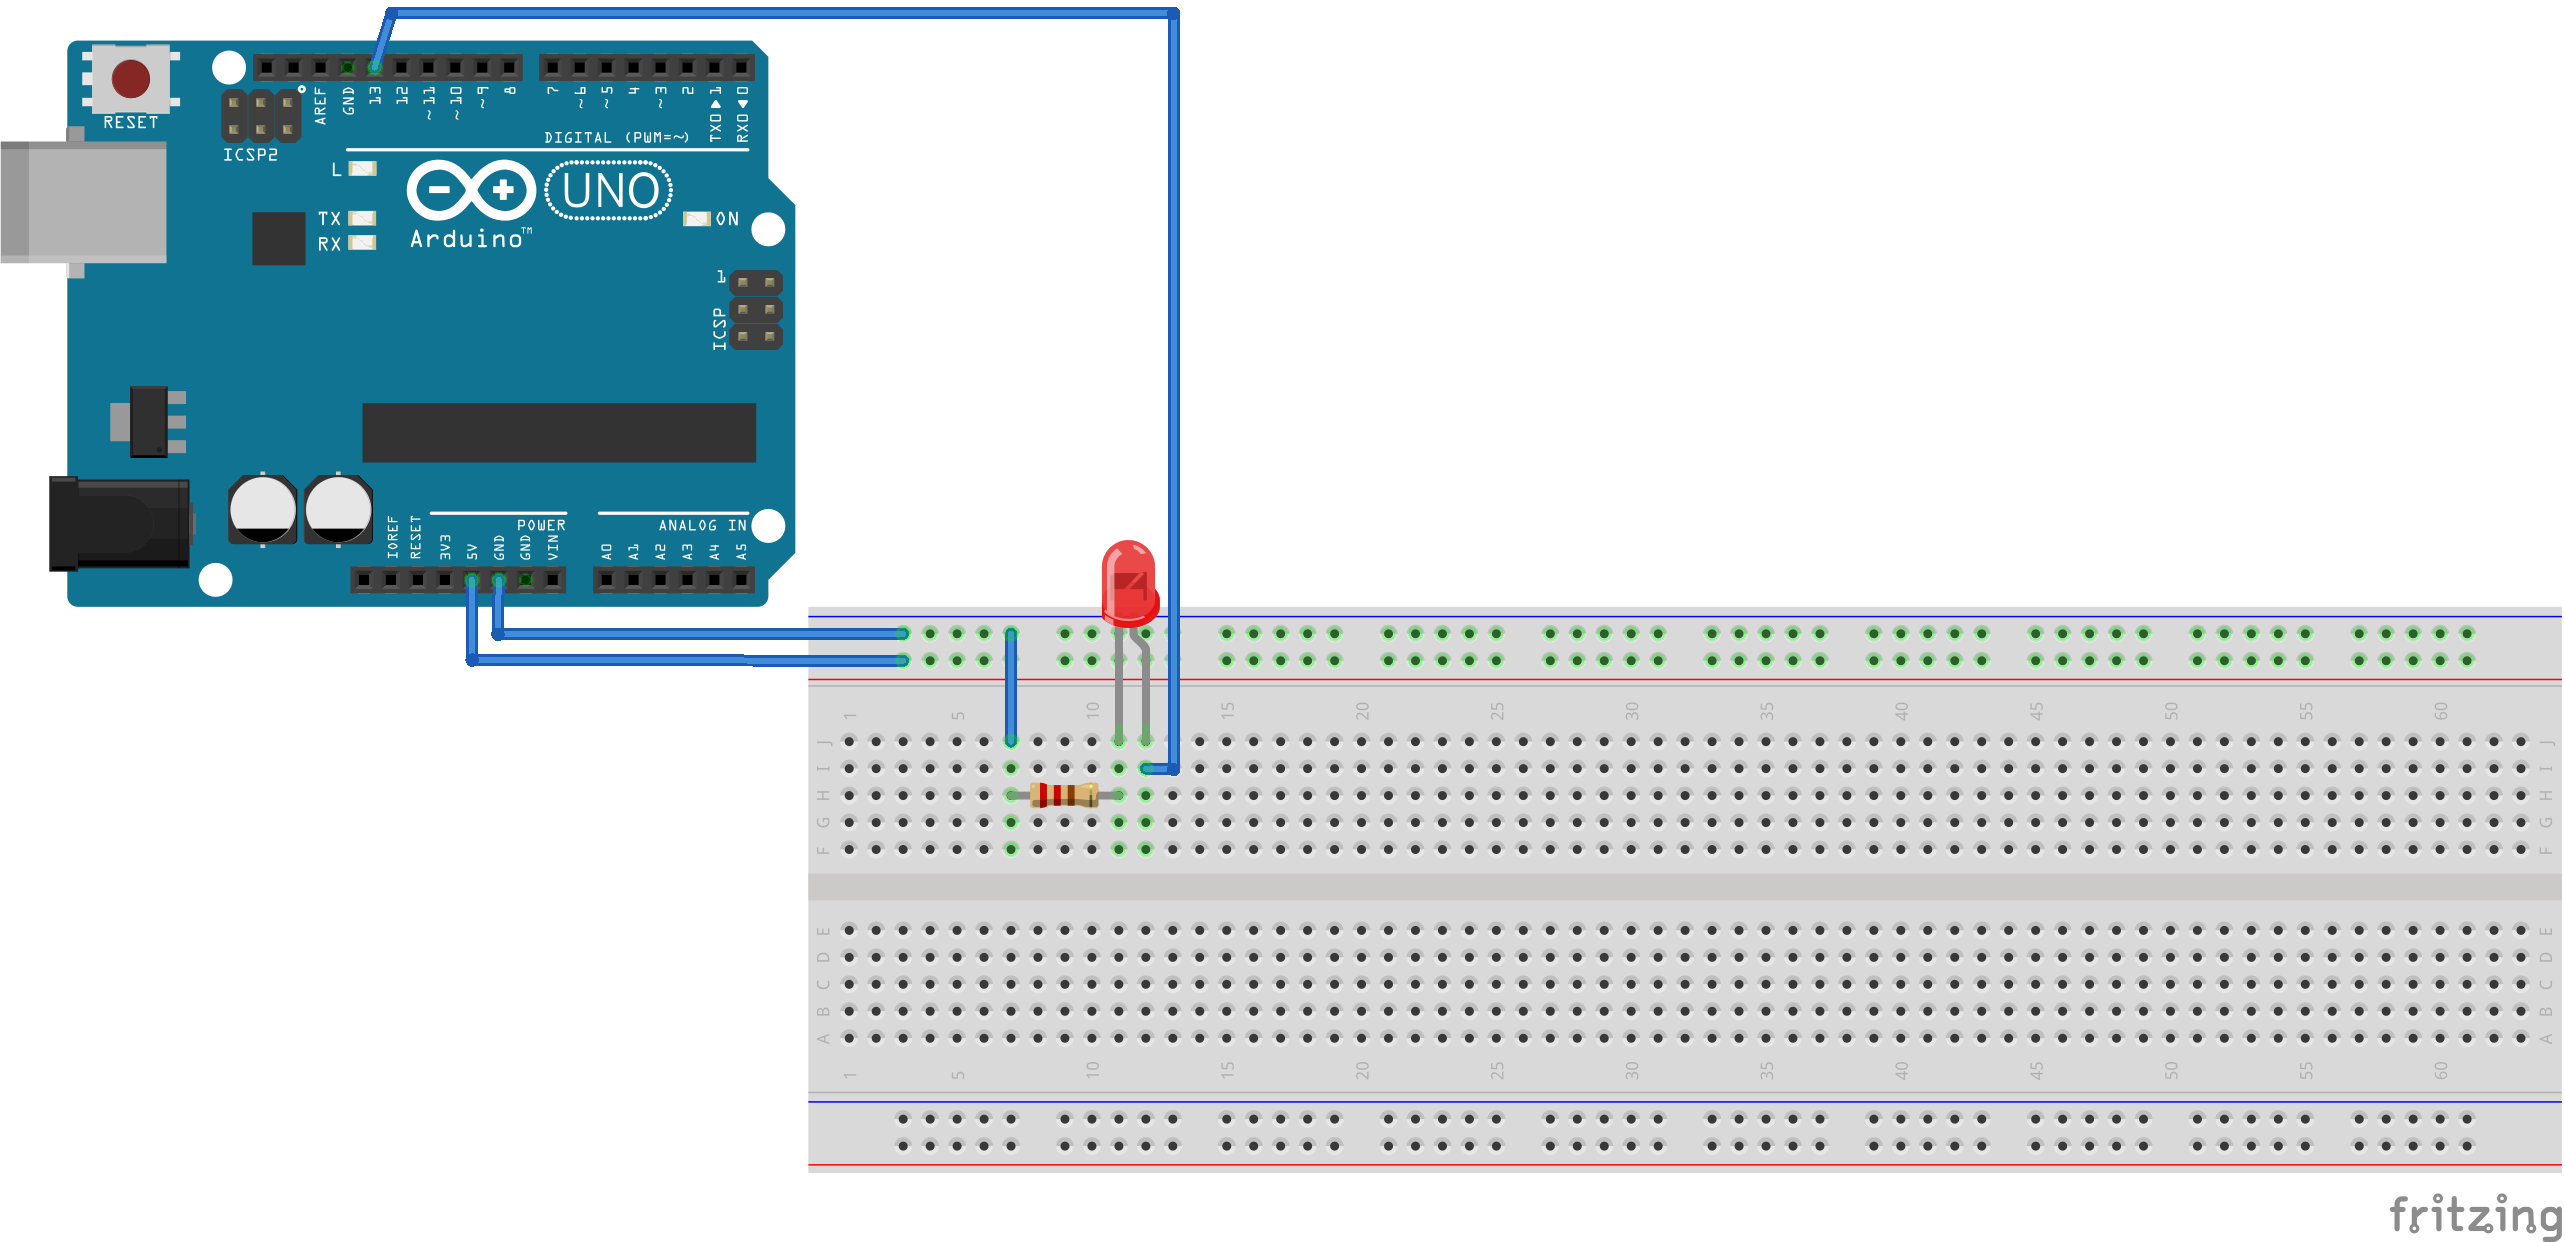 RESET
ICSP2
AREF
GND
13
12
~11
~10
~9
8
7
~6
~5
4
~3
2
TX0▶1
RX0◀0
DIGITAL (PWM=~)
L
TX
RX
UNO
Arduino™
ON
1
ICSP
POWER
ANALOG IN
IOREF
RESET
3V3
5V
GND
GND
VIN
A0
A1
A2
A3
A4
A5
1 5 10 15 20 25 30 35 40 45 50 55 60
J J
I I
H H
G G
F F
E E
D D
C C
B B
A A
1 5 10 15 20 25 30 35 40 45 50 55 60
fritzing